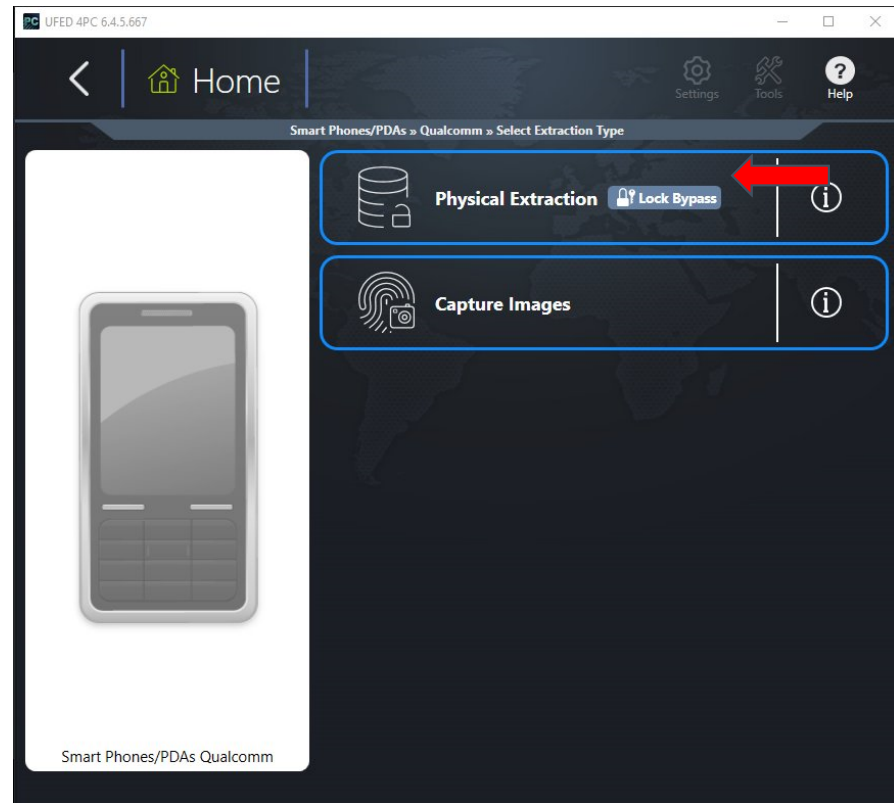 PC UFED 4PC 6.4.5.667
Home
Settings
Tools
?
Help
Smart Phones/PDAs » Qualcomm » Select Extraction Type
Physical Extraction Lock Bypass i
Capture Images i
Smart Phones/PDAs Qualcomm